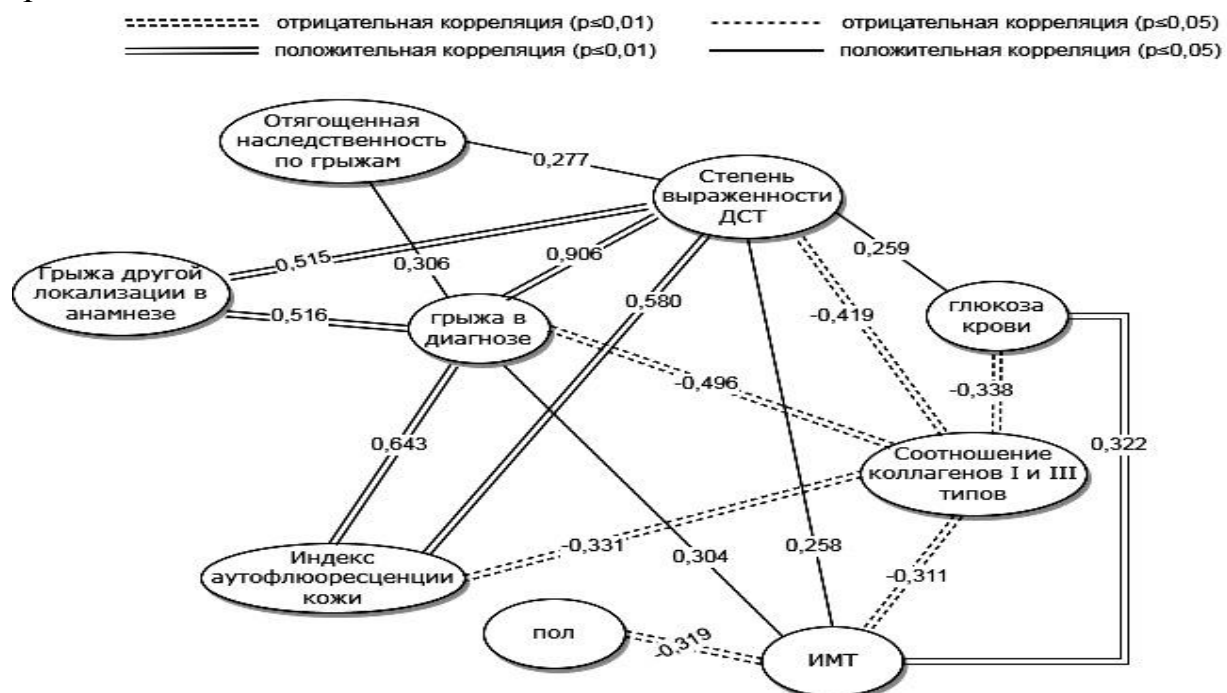 отрицательная корреляция (p≤0,01)
отрицательная корреляция (p≤0,05)
положительная корреляция (p≤0,01)
положительная корреляция (p≤0,05)
Отягощенная
наследственность
по грыжам
0,277
Степень
выраженности
ДСТ
0,515
0,306
0,906
0,259
Грыжа другой
локализации в
анамнезе
0,516
грыжа в
диагнозе
0,580
-0,419
глюкоза
крови
-0,496
-0,338
0,643
0,322
Соотношение
коллагенов I и III
типов
Индекс
аутофлюоресценции
кожи
-0,331
0,304
0,258
-0,311
пол
-0,319
ИМТ